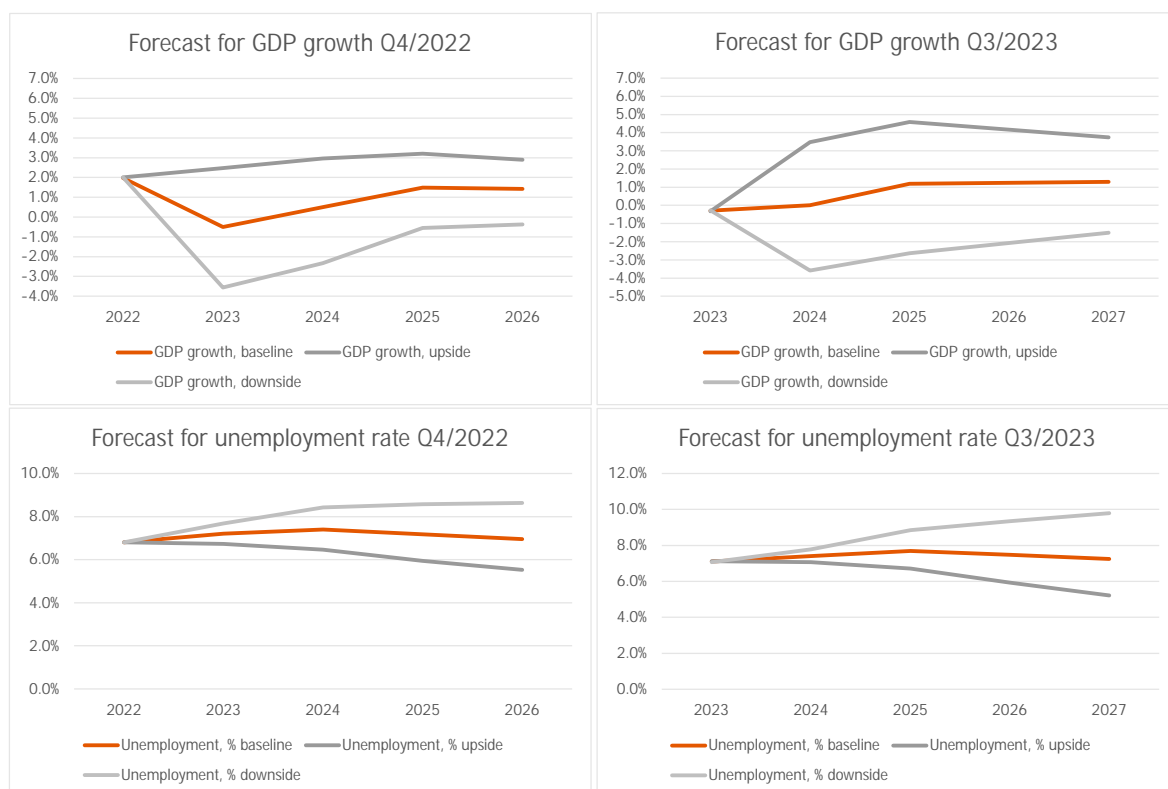 Forecast for GDP growth Q4/2022
7.0%
6.0%
5.0%
4.0%
3.0%
2.0%
1.0%
0.0%
-1.0%
-2.0%
-3.0%
-4.0%
2022 2023 2024 2025 2026
GDP growth, baseline GDP growth, upside
GDP growth, downside
Forecast for GDP growth Q3/2023
7.0%
6.0%
5.0%
4.0%
3.0%
2.0%
1.0%
0.0%
-1.0%
-2.0%
-3.0%
-4.0%
-5.0%
2023 2024 2025 2026 2027
GDP growth, baseline GDP growth, upside
GDP growth, downside
Forecast for unemployment rate Q4/2022
10.0%
8.0%
6.0%
4.0%
2.0%
0.0%
2022 2023 2024 2025 2026
Unemployment, % baseline Unemployment, % upside
Unemployment, % downside
Forecast for unemployment rate Q3/2023
12.0%
10.0%
8.0%
6.0%
4.0%
2.0%
0.0%
2023 2024 2025 2026 2027
Unemployment, % baseline Unemployment, % upside
Unemployment, % downside